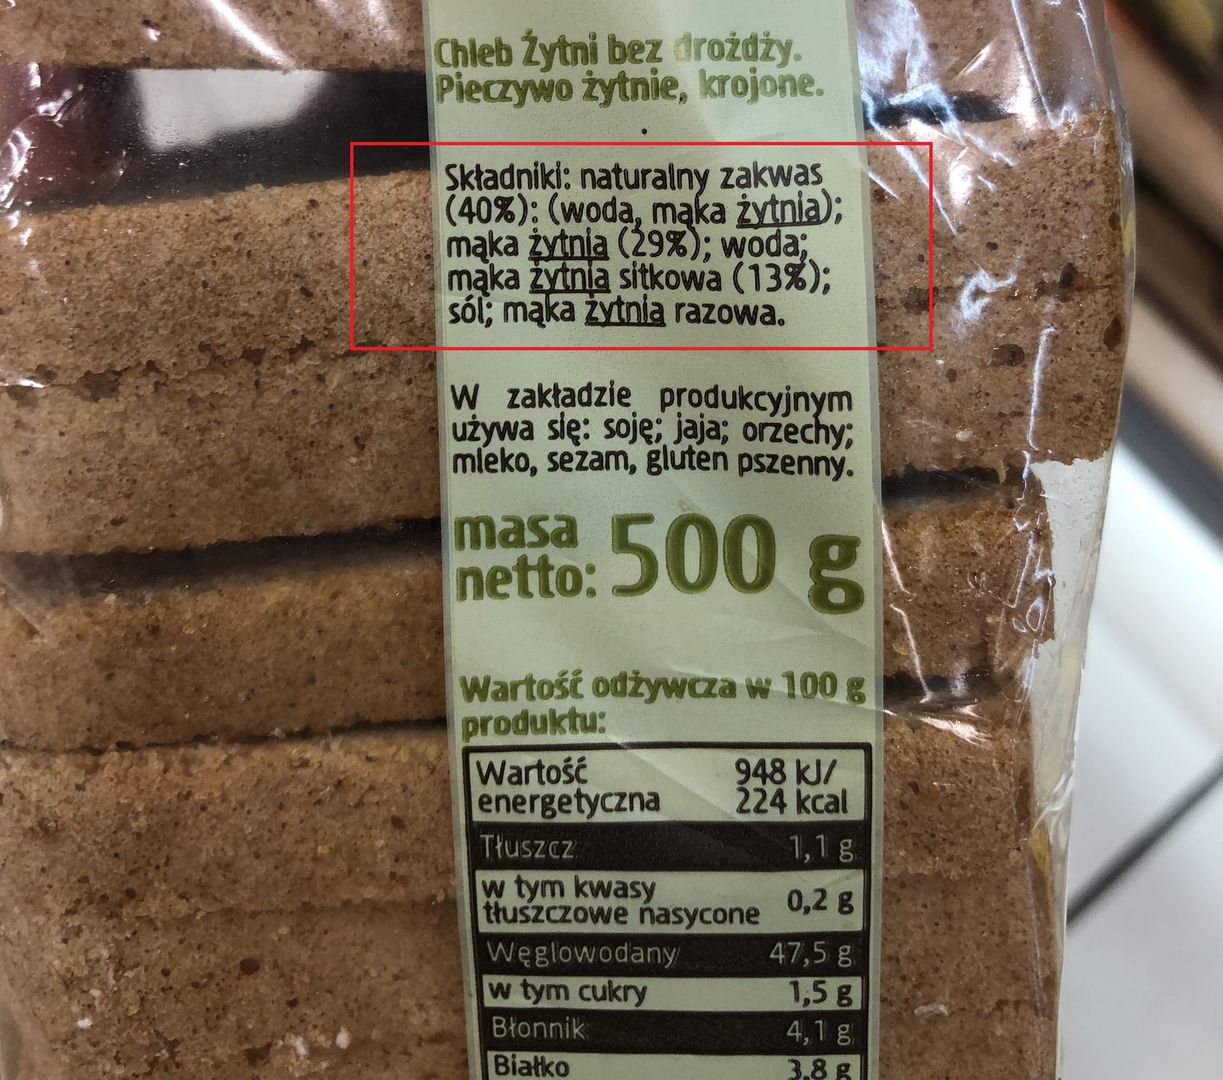 Chleb Żytni bez drożdży.
Pieczywo żytnie, krojone.
Składniki: naturalny zakwas
(40%): (woda, mąka żytnia);
mąka żytnia (29%); woda;
mąka żytnia sitkowa (13%);
sól; mąka żytnia razowa.
W zakładzie produkcyjnym
używa się: soję; jaja; orzechy;
mleko, sezam, gluten pszenny.
masa
netto: 500 g
Wartość odżywcza w 100 g
produktu:
Wartość
energetyczna
948 kJ/
224 kcal
Tłuszcz 1,1 g
w tym kwasy
tłuszczowe nasycone 0,2 g
Węglowodany 47,5 g
w tym cukry 1,5 g
Błonnik 4,1 g
Białko 3,8 g